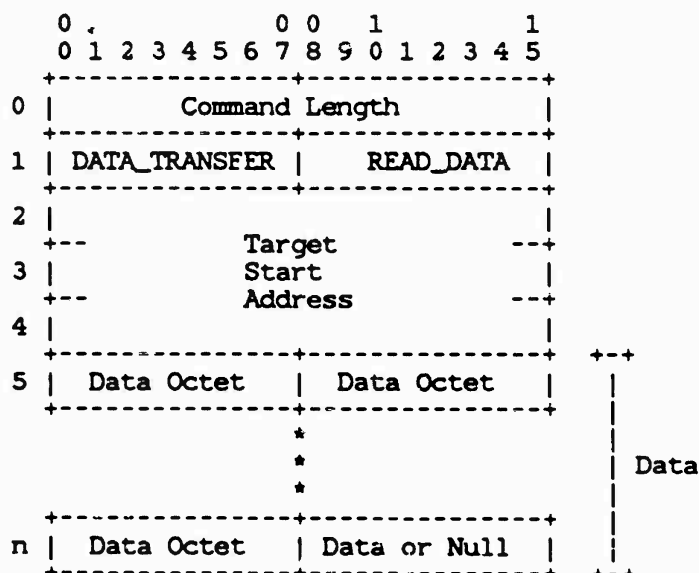 0 0 0 1 1
0 1 2 3 4 5 6 7 8 9 0 1 2 3 4 5
0 Command Length
1 DATA_TRANSFER READ_DATA
2
Target
3 Start
Address
4
5 Data Octet Data Octet
*
*
Data
*
n Data Octet Data or Null